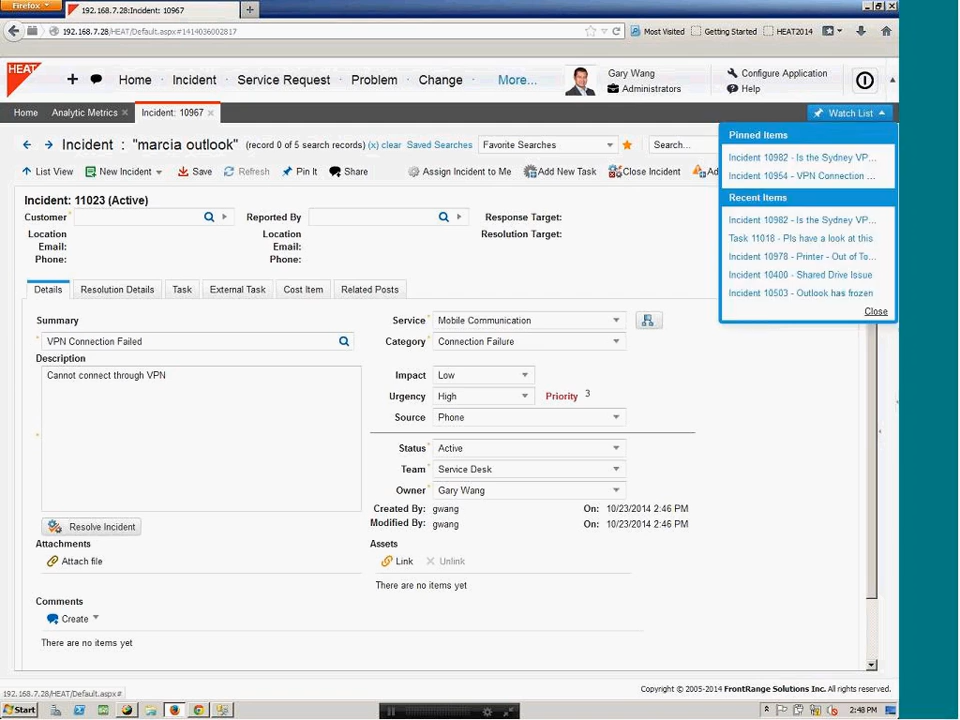 Firefox
192.168.7.28:Incident: 10967
192.168.7.28/HEAT/Default.aspx#1414036002817
Most Visited Getting Started HEAT2014
HEAT
Home Incident Service Request Problem Change More...
Gary Wang
Administrators
Configure Application
Help
Home Analytic Metrics Incident: 10967 Watch List
Incident : "marcia outlook" (record 0 of 5 search records) (x) clear Saved Searches Favorite Searches Search...
List View New Incident Save Refresh Pin It Share Assign Incident to Me Add New Task Close Incident Ad
Pinned Items
Incident 10982 - Is the Sydney VP...
Incident 10954 - VPN Connection ...
Recent Items
Incident 10982 - Is the Sydney VP...
Task 11018 - Pls have a look at this
Incident 10978 - Printer - Out of To...
Incident 10400 - Shared Drive Issue
Incident 10503 - Outlook has frozen
Close
Incident: 11023 (Active)
Customer Reported By Response Target:
Location Location Resolution Target:
Email: Email:
Phone: Phone:
Details Resolution Details Task External Task Cost Item Related Posts
Summary
VPN Connection Failed
Description
Cannot connect through VPN
Service Mobile Communication
Category Connection Failure
Impact Low
Urgency High Priority 3
Source Phone
Status Active
Team Service Desk
Owner Gary Wang
Created By: gwang On: 10/23/2014 2:46 PM
Modified By: gwang On: 10/23/2014 2:46 PM
Resolve Incident
Attachments
Attach file
Assets
Link Unlink
There are no items yet
Comments
Create
There are no items yet
Copyright © 2005-2014 FrontRange Solutions Inc. All rights reserved.
192.168.7.28/HEAT/Default.aspx#
Start 2:48 PM